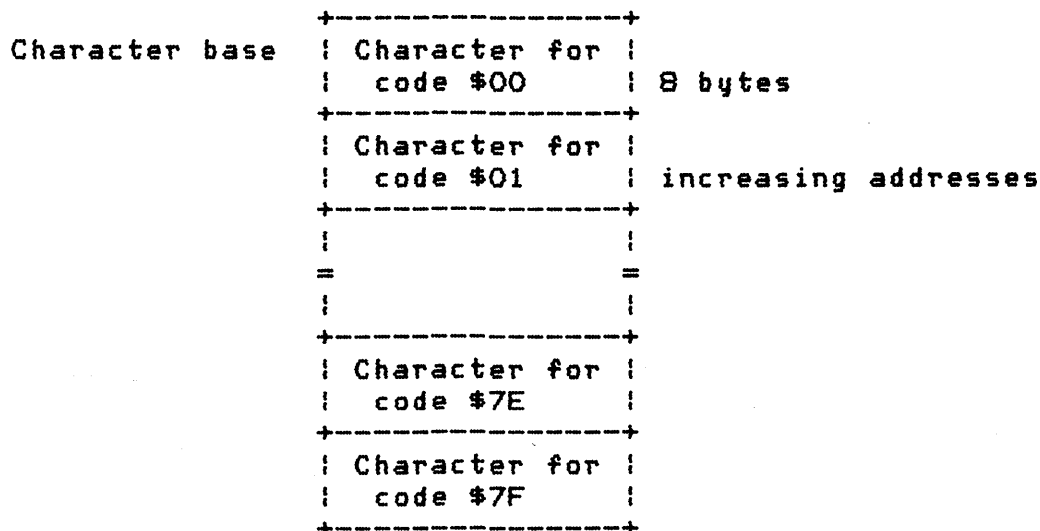 +-----------------+
Character base ¦ Character for ¦
¦ code $00 ¦ 8 bytes
+-----------------+
¦ Character for ¦
¦ code $01 ¦ increasing addresses
+-----------------+
¦ ¦
= =
¦ ¦
+-----------------+
¦ Character for ¦
¦ code $7E ¦
+-----------------+
¦ Character for ¦
¦ code $7F ¦
+-----------------+